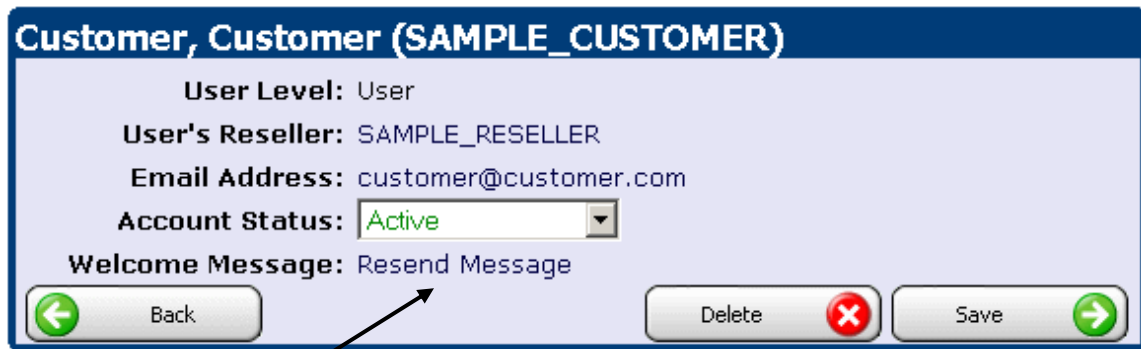 Customer, Customer (SAMPLE_CUSTOMER)
User Level: User
User's Reseller: SAMPLE_RESELLER
Email Address: customer@customer.com
Account Status: Active
Welcome Message: Resend Message
Back Delete Save